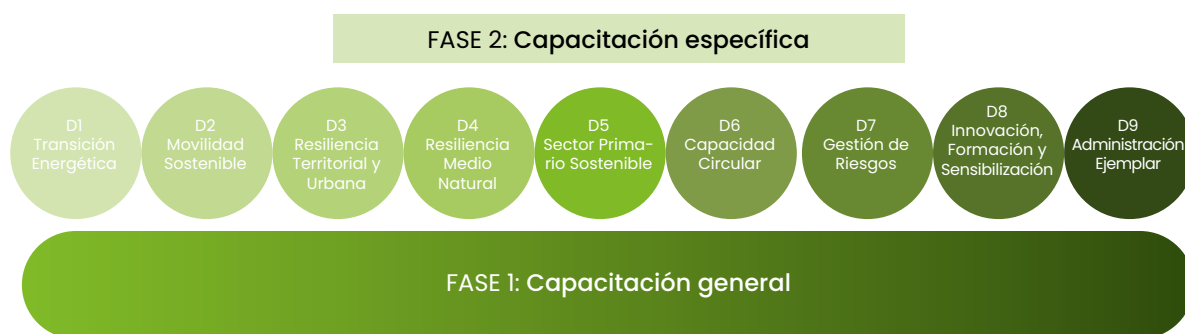 FASE 2: Capacitación específica
D1
Transición
Energética
D2
Movilidad
Sostenible
D3
Resiliencia
Territorial y
Urbana
D4
Resiliencia
Medio
Natural
D5
Sector Prima-
rio Sostenible
D6
Capacidad
Circular
D7
Gestión de
Riesgos
D8
Innovación,
Formación y
Sensibilización
D9
Administración
Ejemplar
FASE 1: Capacitación general